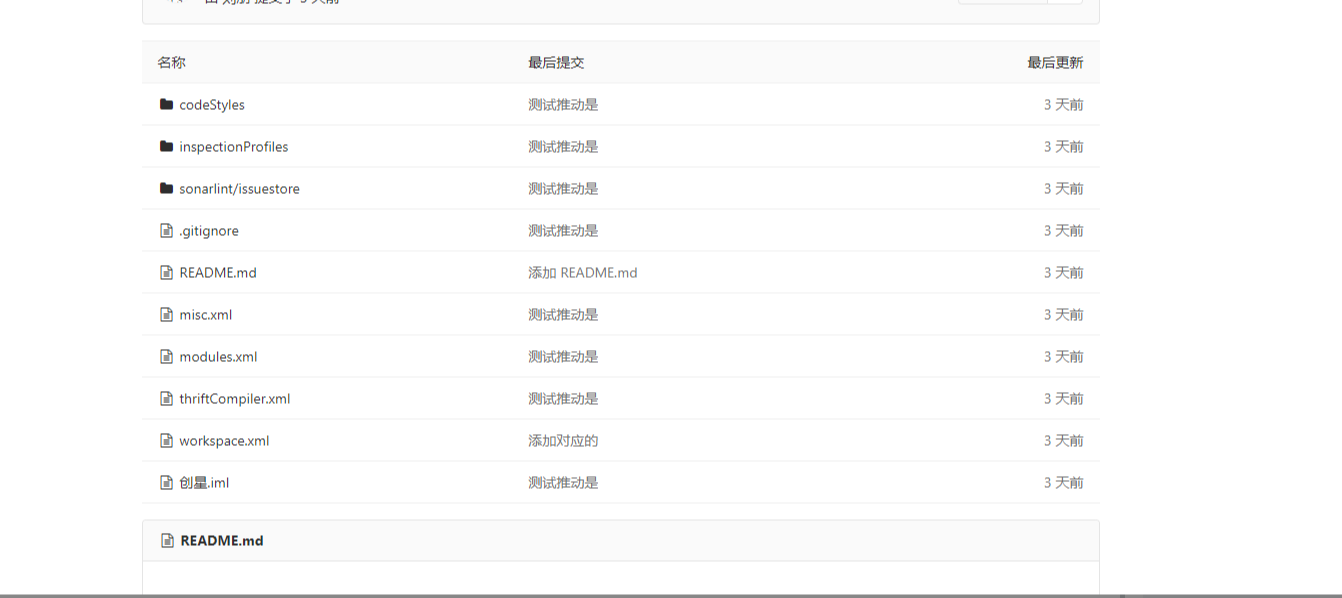 名称 最后提交 最后更新
codeStyles 测试推动是 3 天前
inspectionProfiles 测试推动是 3 天前
sonarlint/issuestore 测试推动是 3 天前
.gitignore 测试推动是 3 天前
README.md 添加 README.md 3 天前
misc.xml 测试推动是 3 天前
modules.xml 测试推动是 3 天前
thriftCompiler.xml 测试推动是 3 天前
workspace.xml 添加对应的 3 天前
创星.iml 测试推动是 3 天前
README.md